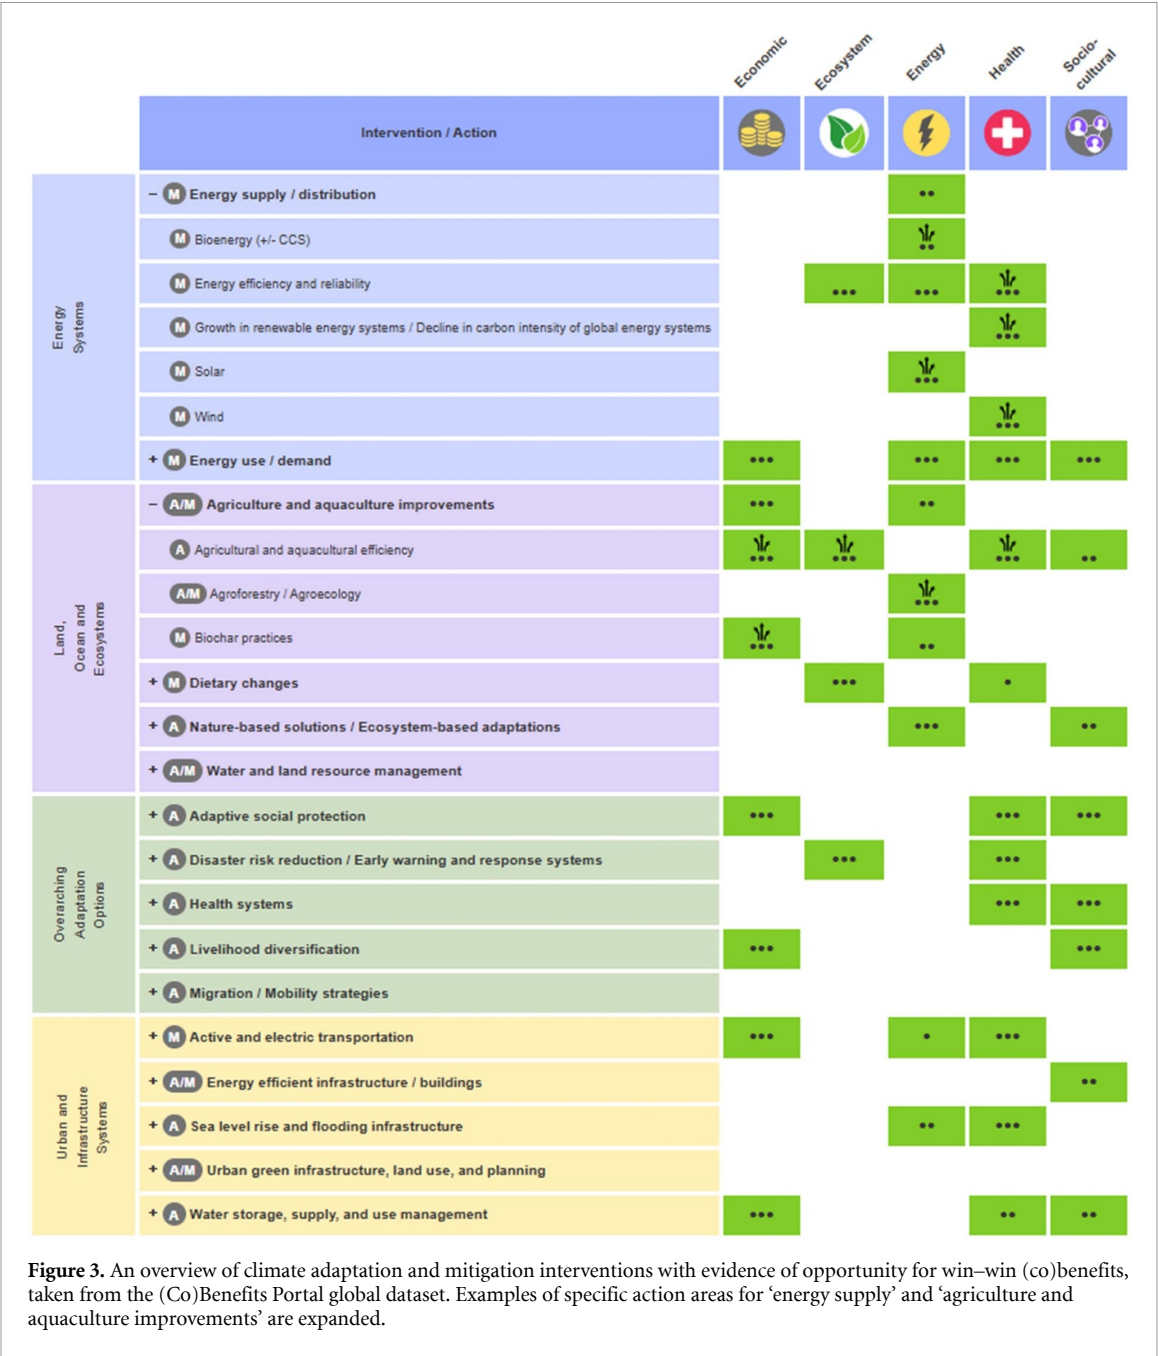 Economic
Ecosystem
Energy
Health
Socio-
cultural
Intervention / Action
Energy
Systems
− M Energy supply / distribution
M Bioenergy (+/- CCS)
M Energy efficiency and reliability
M Growth in renewable energy systems / Decline in carbon intensity of global energy systems
M Solar
M Wind
+ M Energy use / demand
Land,
Ocean and
Ecosystems
− A/M Agriculture and aquaculture improvements
A Agricultural and aquacultural efficiency
A/M Agroforestry / Agroecology
M Biochar practices
+ M Dietary changes
+ A Nature-based solutions / Ecosystem-based adaptations
+ A/M Water and land resource management
Overarching
Adaptation
Options
+ A Adaptive social protection
+ A Disaster risk reduction / Early warning and response systems
+ A Health systems
+ A Livelihood diversification
+ A Migration / Mobility strategies
Urban and
Infrastructure
Systems
+ M Active and electric transportation
+ A/M Energy efficient infrastructure / buildings
+ A Sea level rise and flooding infrastructure
+ A/M Urban green infrastructure, land use, and planning
+ A Water storage, supply, and use management
Figure 3. An overview of climate adaptation and mitigation interventions with evidence of opportunity for win–win (co)benefits,
taken from the (Co)Benefits Portal global dataset. Examples of specific action areas for ‘energy supply’ and ‘agriculture and
aquaculture improvements’ are expanded.